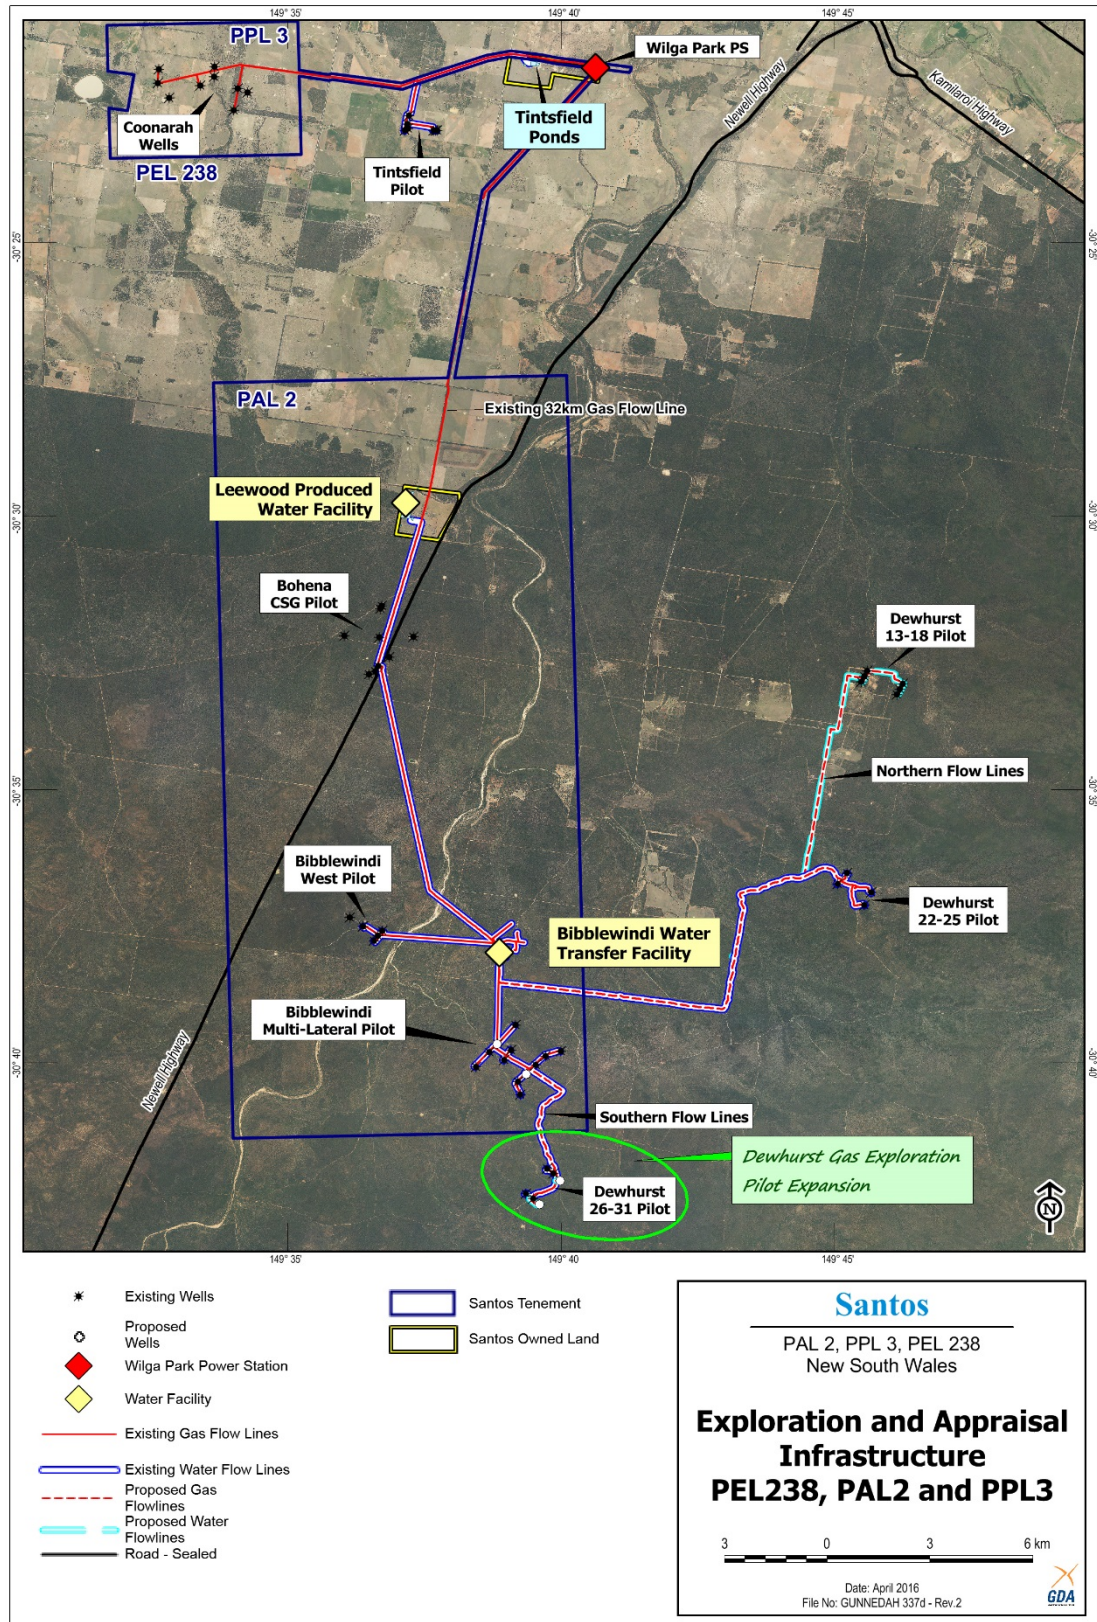 149° 35'
149° 40'
149° 45'
PPL 3
Wilga Park PS
Newell Highway
Kamilaroi Highway
Coonarah
Wells
Tintsfield
Ponds
PEL 238
Tintsfield
Pilot
-30° 25'
-30° 25'
PAL 2
Existing 32km Gas Flow Line
Leewood Produced
Water Facility
-30° 30'
-30° 30'
Bohena
CSG Pilot
Dewhurst
13-18 Pilot
Northern Flow Lines
-30° 35'
-30° 35'
Bibblewindi
West Pilot
Dewhurst
22-25 Pilot
Bibblewindi Water
Transfer Facility
Bibblewindi
Multi-Lateral Pilot
Newell Highway
-30° 40'
-30° 40'
Southern Flow Lines
Dewhurst Gas Exploration
Pilot Expansion
Dewhurst
26-31 Pilot
N
149° 35'
149° 40'
149° 45'
Existing Wells
Proposed
Wells
Wilga Park Power Station
Water Facility
Existing Gas Flow Lines
Existing Water Flow Lines
Proposed Gas
Flowlines
Proposed Water
Flowlines
Road - Sealed
Santos Tenement
Santos Owned Land
Santos
PAL 2, PPL 3, PEL 238
New South Wales
Exploration and Appraisal
Infrastructure
PEL238, PAL2 and PPL3
3 0 3 6 km
Date: April 2016
File No: GUNNEDAH 337d - Rev.2
GDA